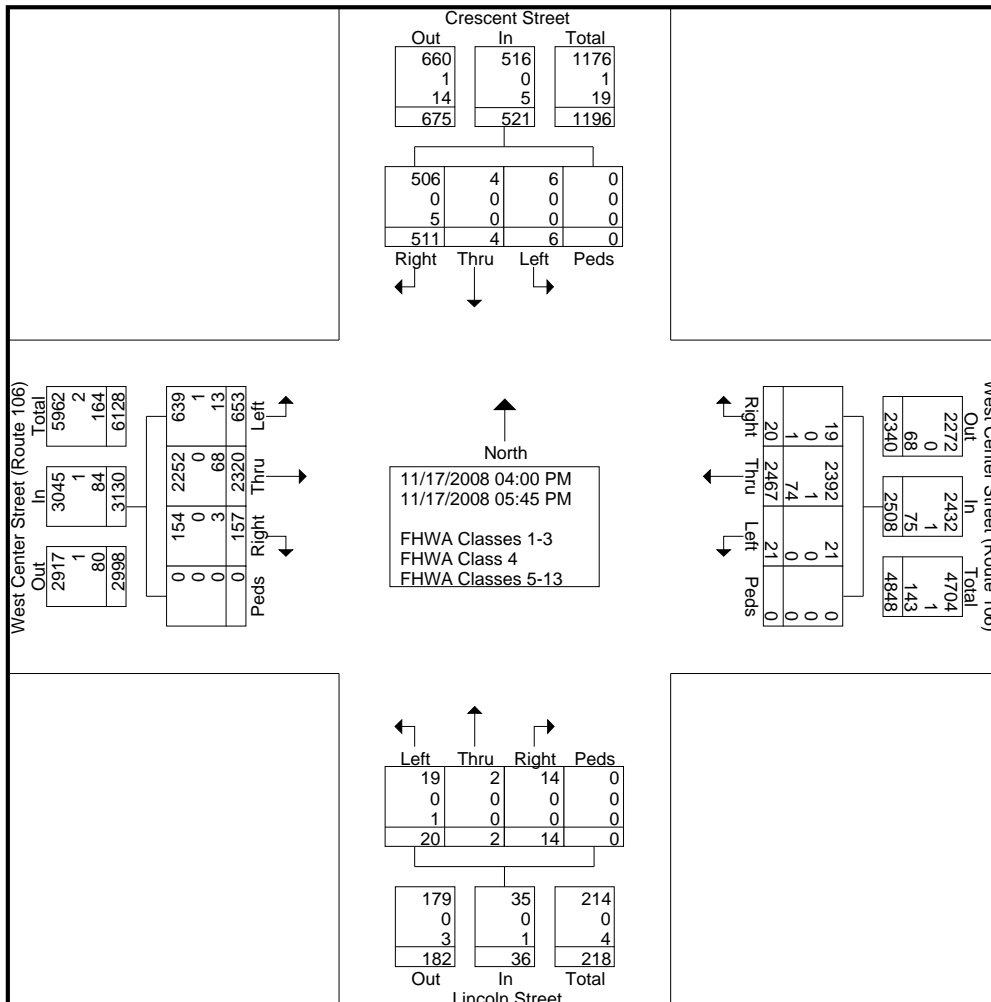 Crescent Street
Out In Total
660 516 1176
1 0 1
14 5 19
675 521 1196
506 4 6 0
0 0 0 0
5 0 0 0
511 4 6 0
Right Thru Left Peds
West Center Street (Route 106)
Total In Out
5962 3045 2917
2 1 1
164 84 80
6128 3130 2998
639 2252 154 0
1 0 0 0
13 68 3 0
653 2320 157 0
Left Thru Right Peds
North
11/17/2008 04:00 PM
11/17/2008 05:45 PM
FHWA Classes 1-3
FHWA Class 4
FHWA Classes 5-13
West Center Street (Route 106)
Out In Total
2272 2432 4704
0 1 1
68 75 143
2340 2508 4848
19 2392 21 0
0 1 0 0
1 74 0 0
20 2467 21 0
Right Thru Left Peds
Left Thru Right Peds
19 2 14 0
0 0 0 0
1 0 0 0
20 2 14 0
179 35 214
0 0 0
3 1 4
182 36 218
Out In Total
Lincoln Street